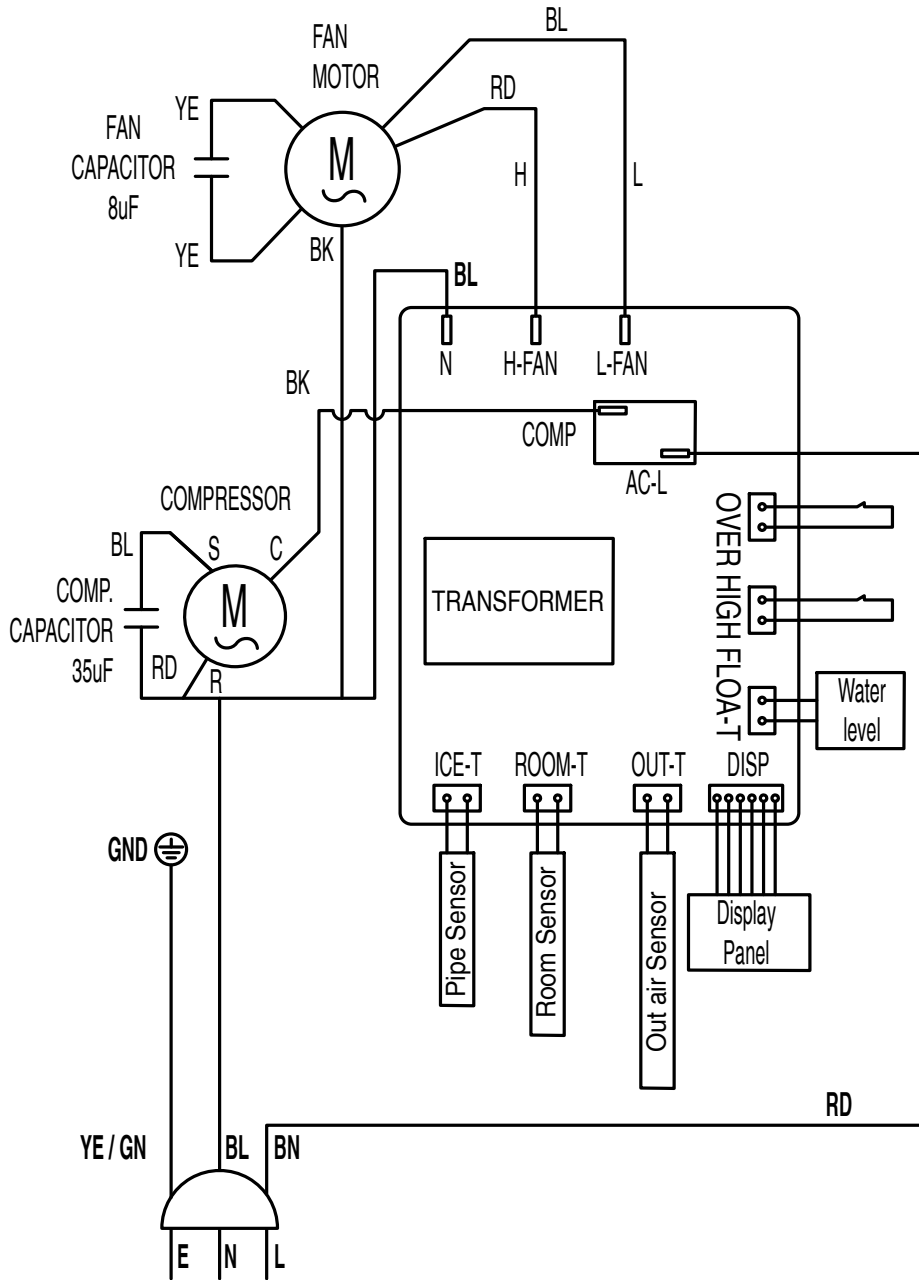 FAN
MOTOR
BL
RD
YE
FAN
CAPACITOR
8uF
M
H
L
YE
BK
BL
N
H-FAN
L-FAN
BK
COMP
AC-L
COMPRESSOR
BL
S
C
COMP.
CAPACITOR
35uF
M
RD
R
TRANSFORMER
OVER HIGH FLOA-T
Water
level
ICE-T
ROOM-T
OUT-T
DISP
GND
Pipe Sensor
Room Sensor
Out air Sensor
Display
Panel
RD
YE / GN
BL
BN
E
N
L